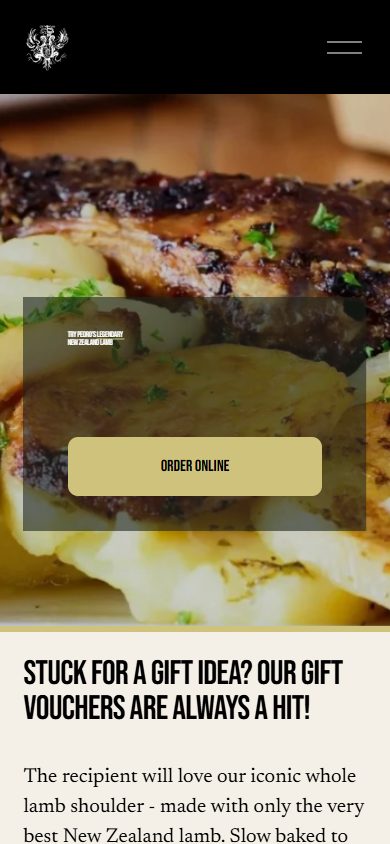 TRY PEDRO'S LEGENDARY
NEW ZEALAND LAMB
ORDER ONLINE
STUCK FOR A GIFT IDEA? OUR GIFT
VOUCHERS ARE ALWAYS A HIT!
The recipient will love our iconic whole
lamb shoulder - made with only the very
best New Zealand lamb. Slow baked to